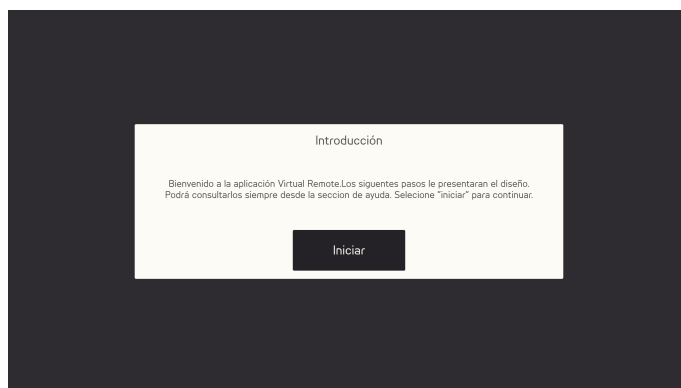 Introducción
Bienvenido a la aplicación Virtual Remote.Los siguentes pasos le presentaran el diseño.
Podrá consultarlos siempre desde la seccion de ayuda. Selecione "iniciar" para continuar.
Iniciar